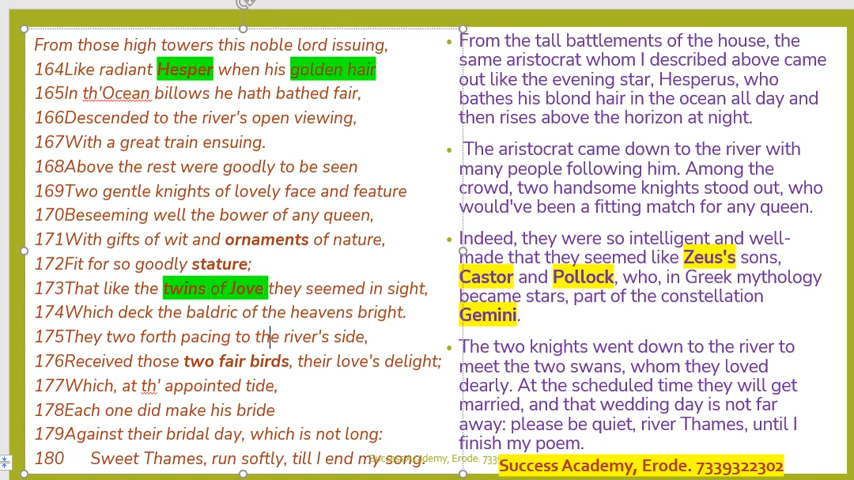 From those high towers this noble lord issuing,
164Like radiant Hesper when his golden hair
165In th'Ocean billows he hath bathed fair,
166Descended to the river's open viewing,
167With a great train ensuing.
168Above the rest were goodly to be seen
169Two gentle knights of lovely face and feature
170Beseeming well the bower of any queen,
171With gifts of wit and ornaments of nature,
172Fit for so goodly stature;
173That like the twins of Jove they seemed in sight,
174Which deck the baldric of the heavens bright.
175They two forth pacing to the river's side,
176Received those two fair birds, their love's delight;
177Which, at th' appointed tide,
178Each one did make his bride
179Against their bridal day, which is not long:
180 Sweet Thames, run softly, till I end my song.
• From the tall battlements of the house, the
same aristocrat whom I described above came
out like the evening star, Hesperus, who
bathes his blond hair in the ocean all day and
then rises above the horizon at night.
• The aristocrat came down to the river with
many people following him. Among the
crowd, two handsome knights stood out, who
would've been a fitting match for any queen.
• Indeed, they were so intelligent and well-
made that they seemed like Zeus's sons,
Castor and Pollock, who, in Greek mythology
became stars, part of the constellation
Gemini.
• The two knights went down to the river to
meet the two swans, whom they loved
dearly. At the scheduled time they will get
married, and that wedding day is not far
away: please be quiet, river Thames, until I
finish my poem.
Success Academy, Erode. 733
Success Academy, Erode. 7339322302